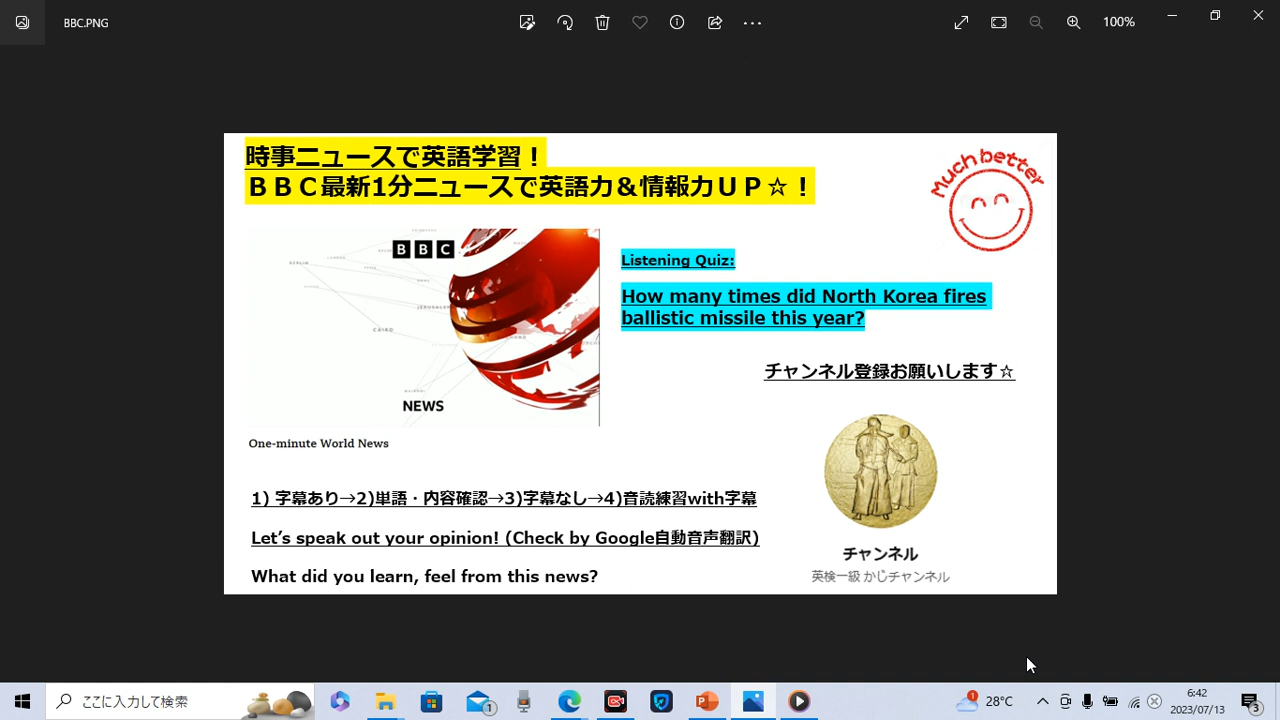 BBC.PNG
100%
時事ニュースで英語学習！
ＢＢＣ最新1分ニュースで英語力＆情報力ＵＰ☆！
Much better
BBC
BERLIN
JERUSALEM
CAIRO
NEWS
One-minute World News
Listening Quiz:
How many times did North Korea fires
ballistic missile this year?
チャンネル登録お願いします☆
1) 字幕あり→2)単語・内容確認→3)字幕なし→4)音読練習with字幕
Let’s speak out your opinion! (Check by Google自動音声翻訳)
What did you learn, feel from this news?
チャンネル
英検一級 かじチャンネル
ここに入力して検索
1
1
28°C
6:42
2023/07/13
3